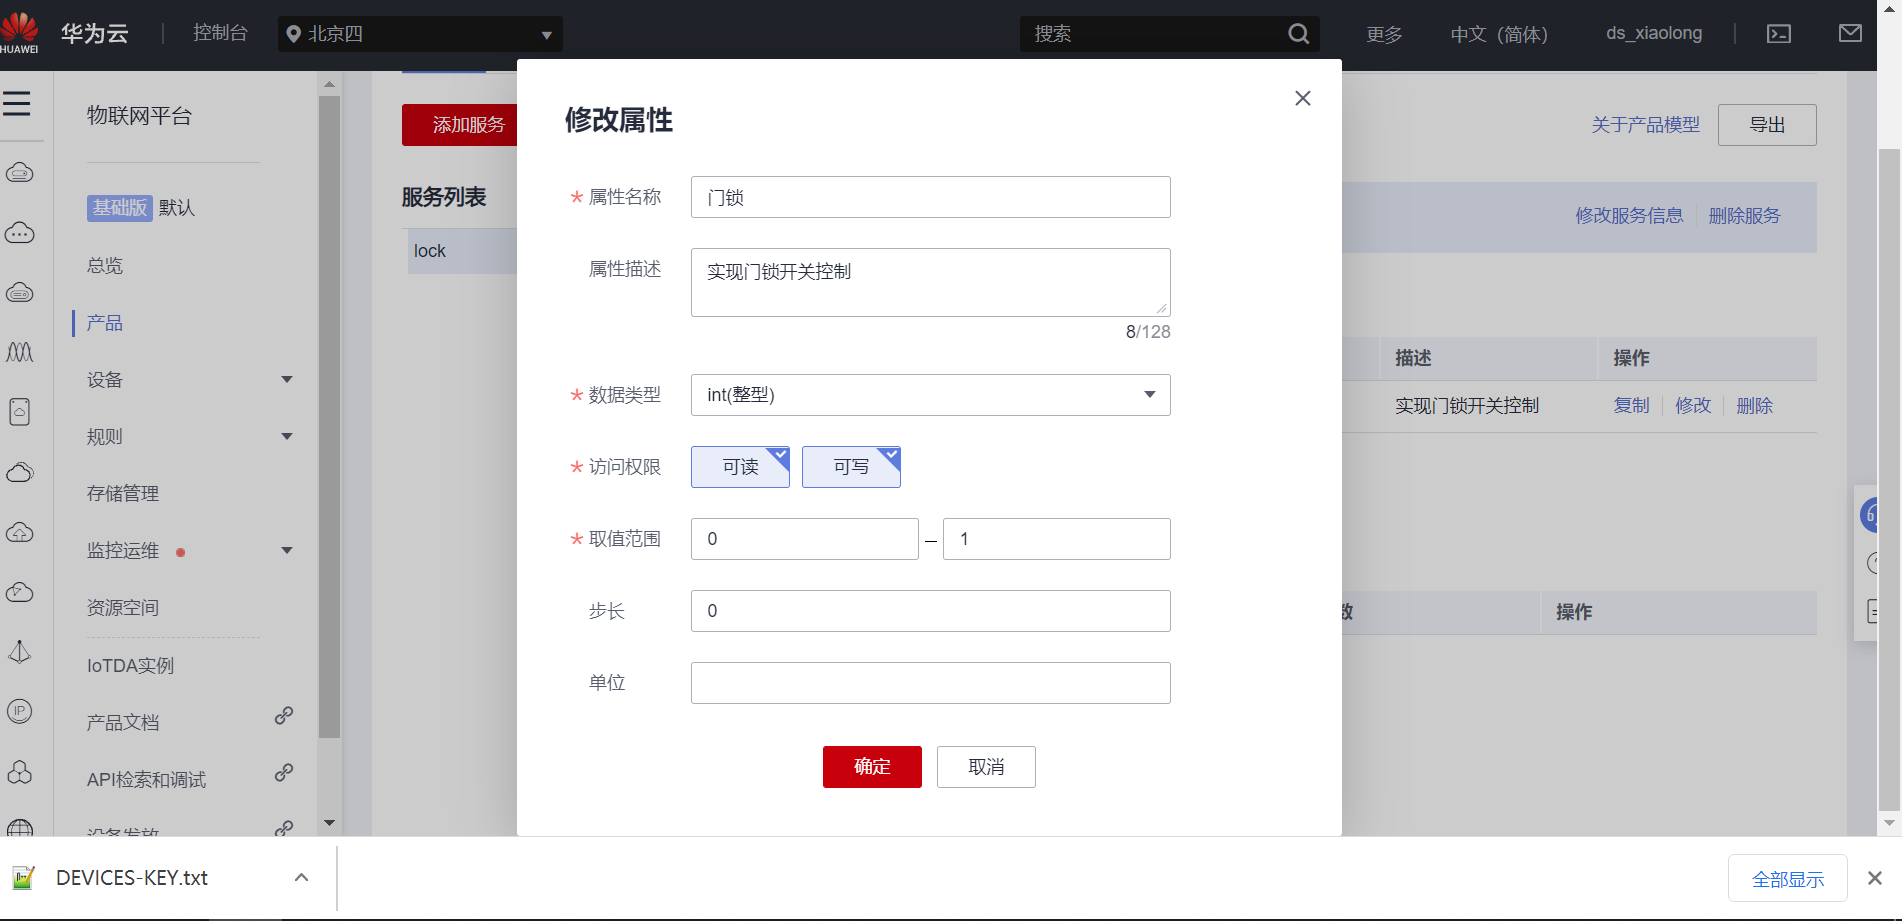 HUAWEI
华为云
控制台
北京四
搜索
更多
中文（简体）
ds_xiaolong
物联网平台
基础版 默认
总览
产品
设备
规则
存储管理
监控运维
资源空间
IoTDA实例
产品文档
API检索和调试
设备发放
添加服务
关于产品模型
导出
服务列表
lock
修改服务信息
删除服务
描述
操作
实现门锁开关控制
复制
修改
删除
数
操作
修改属性
* 属性名称
门锁
属性描述
实现门锁开关控制
8/128
* 数据类型
int(整型)
* 访问权限
可读
可写
* 取值范围
0 – 1
步长
0
单位
确定
取消
IP
DEVICES-KEY.txt
全部显示